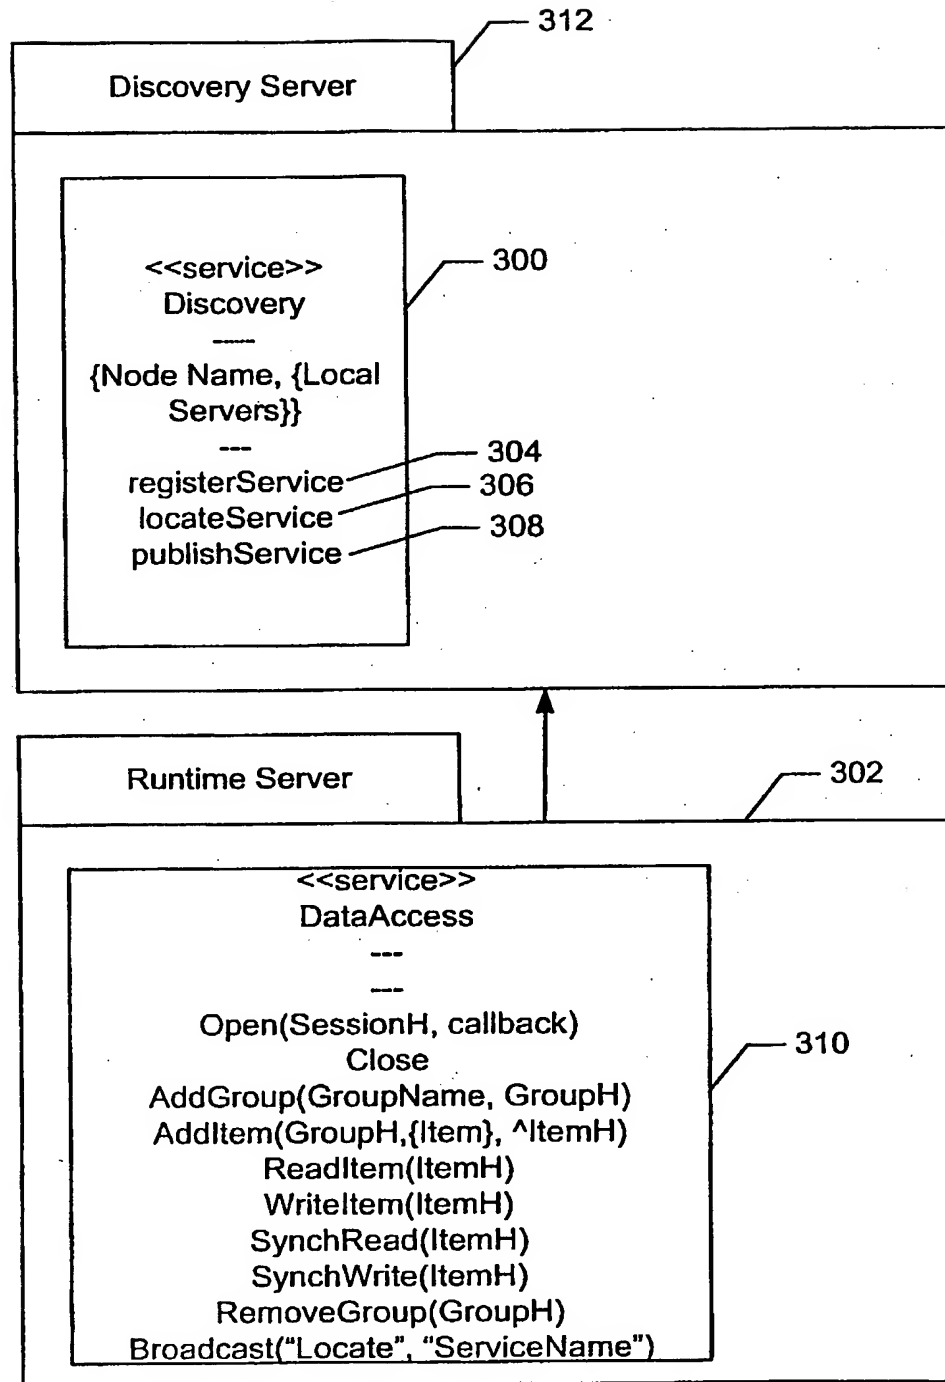 312
Discovery Server
<<service>>
300
Discovery
----
{Node Name, {Local
Servers}}
---
304
registerService
306
locateService
308
publishService
Runtime Server
302
<<service>>
DataAccess
---
---
Open(SessionH, callback)
310
Close
AddGroup(GroupName, GroupH)
AddItem(GroupH,{Item}, ^ItemH)
ReadItem(ItemH)
WriteItem(ItemH)
SynchRead(ItemH)
SynchWrite(ItemH)
RemoveGroup(GroupH)
Broadcast(“Locate”, “ServiceName”)